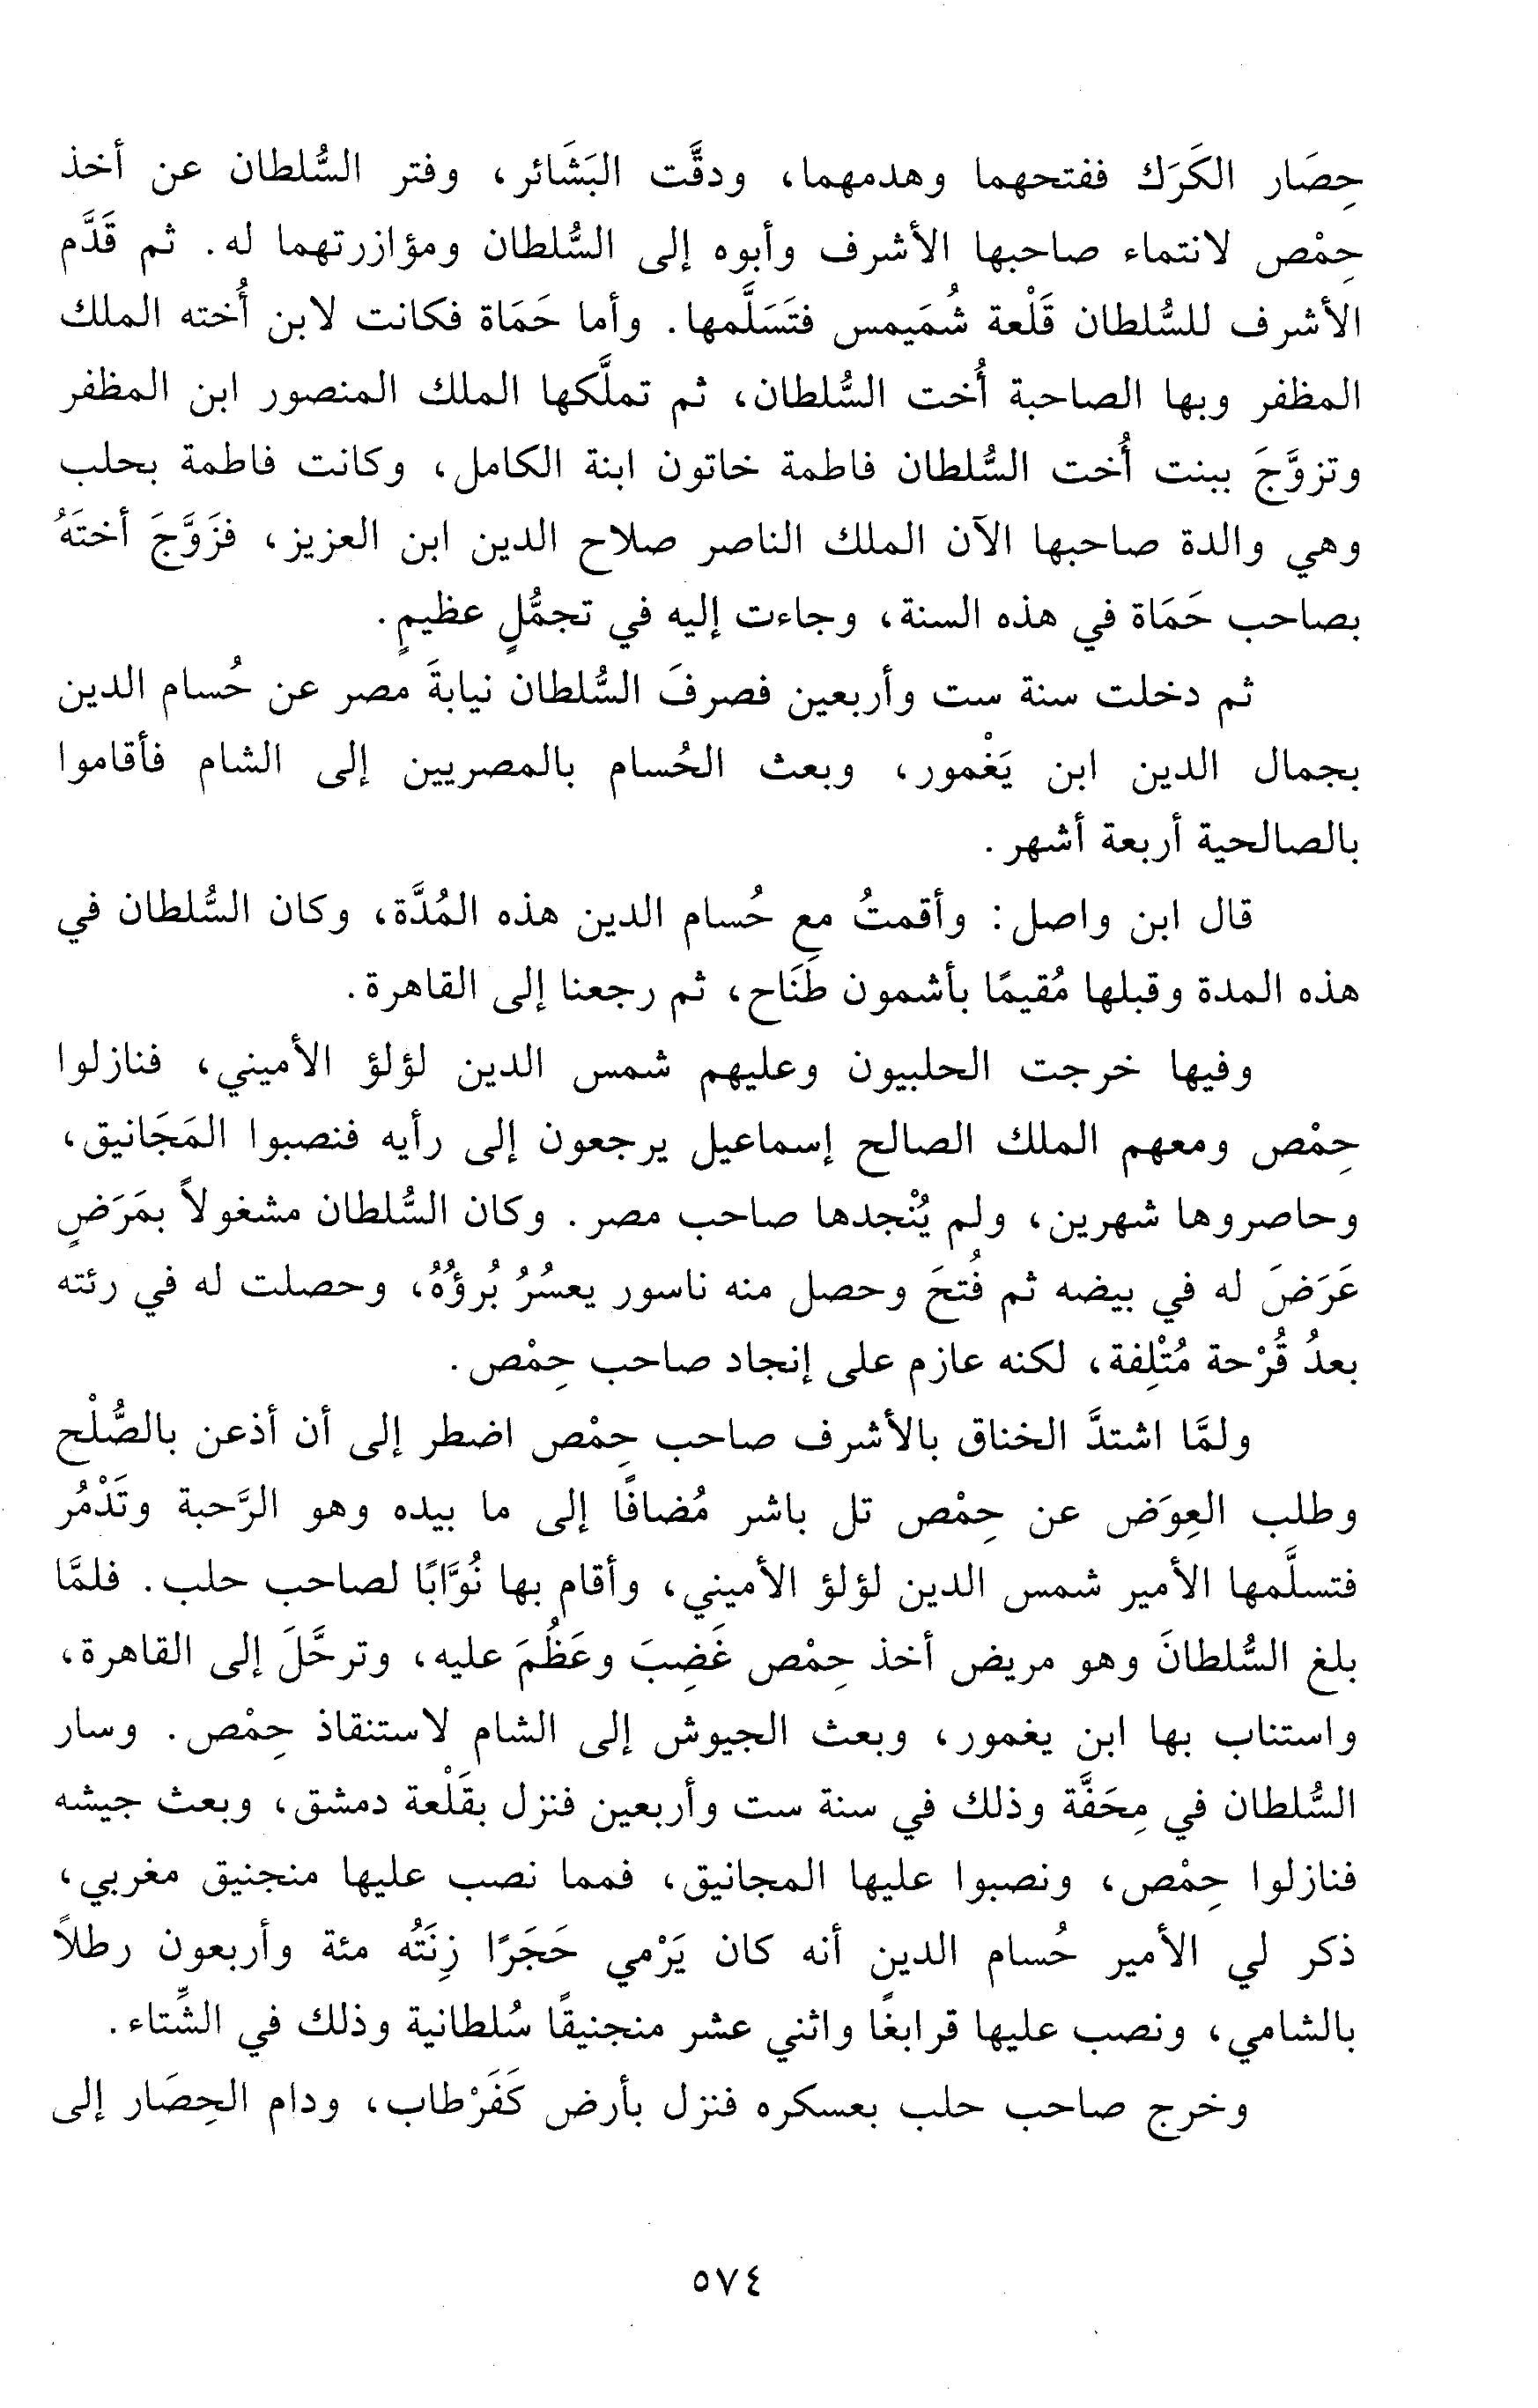 حِصَار الكَرَك ففتحهما وهدمهما، ودقَّت البَشَائر، وفتر السُّلطان عن أخذ
حِمْص لانتماء صاحبها الأشرف وأبوه إلى السُّلطان ومؤازرتهما له. ثم قَدَّم
الأشرف للسُّلطان قَلْعة شُمَيمس فتَسَلَّمها. وأما حَمَاة فكانت لابن أُخته الملك
المظفر وبها الصاحبة أُخت السُّلطان، ثم تملَّكها الملك المنصور ابن المظفر
وتزوَّجَ ببنت أُخت السُّلطان فاطمة خاتون ابنة الكامل، وكانت فاطمة بحلب
وهي والدة صاحبها الآن الملك الناصر صلاح الدين ابن العزيز، فزَوَّجَ أختَهُ
بصاحب حَمَاة في هذه السنة، وجاءت إليه في تجمُّلٍ عظيمٍ.
ثم دخلت سنة ست وأربعين فصرفَ السُّلطان نيابةَ مصر عن حُسام الدين
بجمال الدين ابن يَغْمور، وبعث الحُسام بالمصريين إلى الشام فأقاموا
بالصالحية أربعة أشهر.
قال ابن واصل: وأقمتُ مع حُسام الدين هذه المُدَّة، وكان السُّلطان في
هذه المدة وقبلها مُقيمًا بأشمون طَنَاح، ثم رجعنا إلى القاهرة.
وفيها خرجت الحلبيون وعليهم شمس الدين لؤلؤ الأميني، فنازلوا
حِمْص ومعهم الملك الصالح إسماعيل يرجعون إلى رأيه فنصبوا المَجَانيق،
وحاصروها شهرين، ولم يُنْجدها صاحب مصر. وكان السُّلطان مشغولاً بمَرَضٍ
عَرَضَ له في بيضه ثم فُتحَ وحصل منه ناسور يعسُرُ بُرؤُهُ، وحصلت له في رئته
بعدُ قُرْحة مُتْلِفة، لكنه عازم على إنجاد صاحب حِمْص.
ولمَّا اشتدَّ الخناق بالأشرف صاحب حِمْص اضطر إلى أن أذعن بالصُّلْح
وطلب العِوَض عن حِمْص تل باشر مُضافًا إلى ما بيده وهو الرَّحبة وتَدْمُر
فتسلَّمها الأمير شمس الدين لؤلؤ الأميني، وأقام بها نُوَّابًا لصاحب حلب. فلمَّا
بلغ السُّلطانَ وهو مريض أخذ حِمْص غَضِبَ وعَظُمَ عليه، وترحَّلَ إلى القاهرة،
واستناب بها ابن يغمور، وبعث الجيوش إلى الشام لاستنقاذ حِمْص. وسار
السُّلطان في مِحَفَّة وذلك في سنة ست وأربعين فنزل بقَلْعة دمشق، وبعث جيشه
فنازلوا حِمْص، ونصبوا عليها المجانيق، فمما نصب عليها منجنيق مغربي،
ذكر لي الأمير حُسام الدين أنه كان يَرْمي حَجَرًا زِنَتُه مئة وأربعون رطلاً
بالشامي، ونصب عليها قرابغًا واثني عشر منجنيقًا سُلطانية وذلك في الشِّتاء.
وخرج صاحب حلب بعسكره فنزل بأرض كَفَرْطاب، ودام الحِصَار إلى
٥٧٤